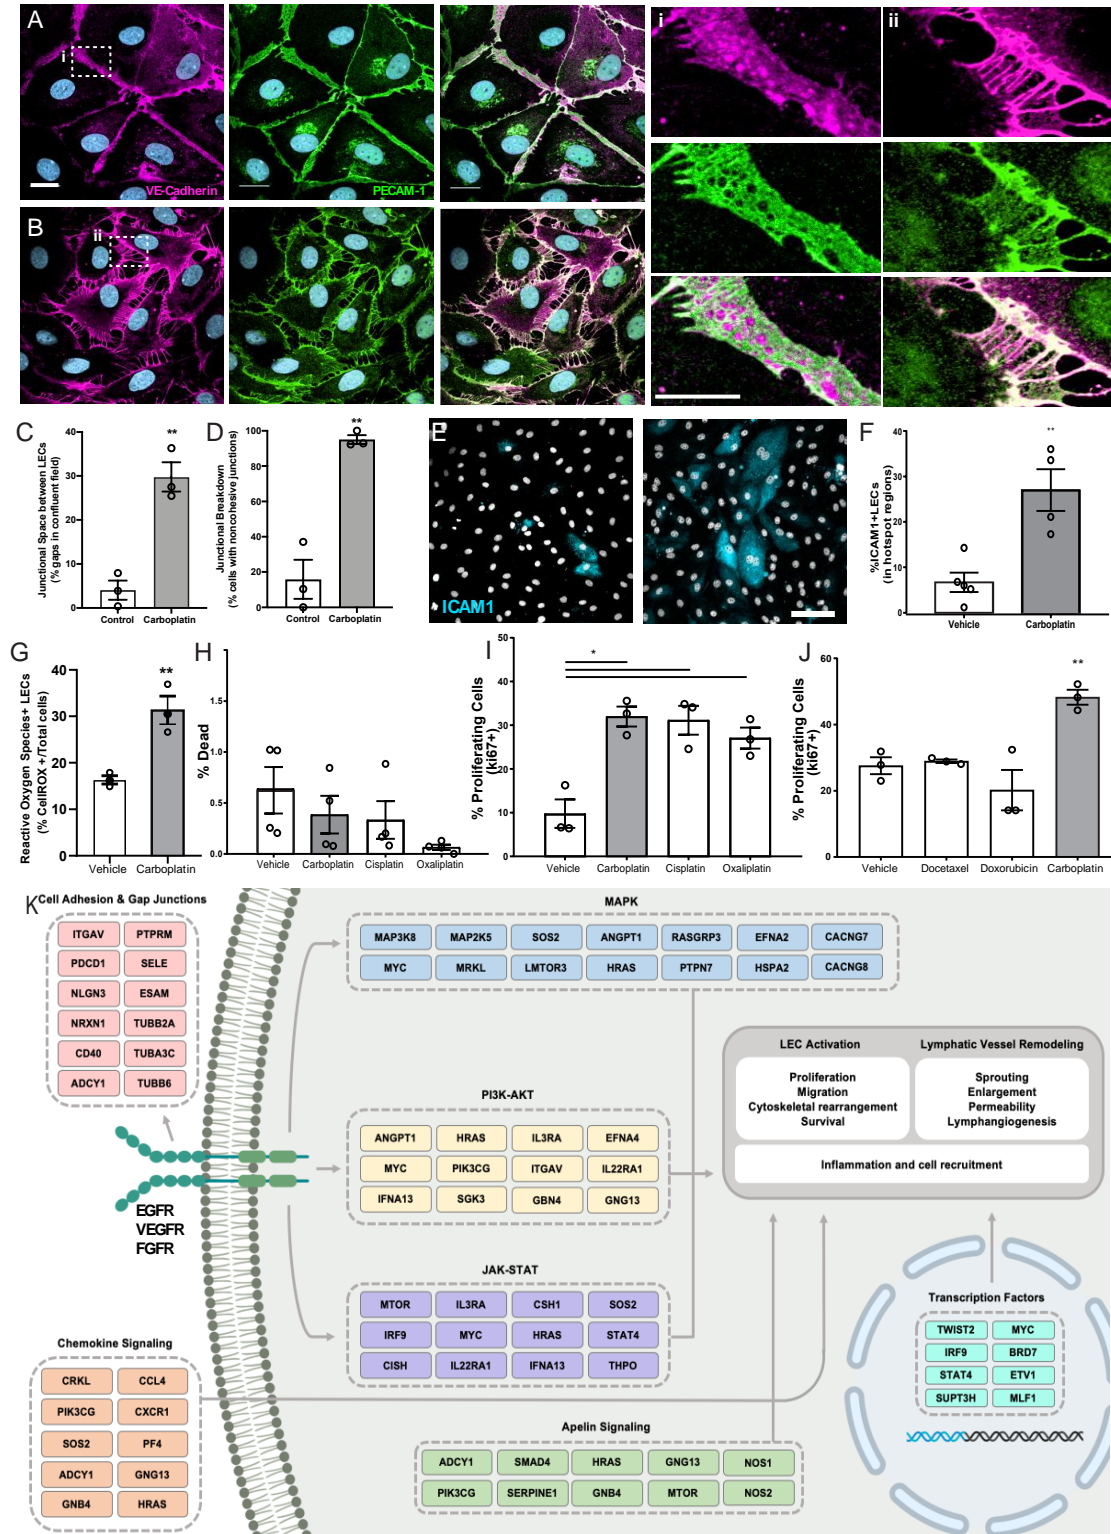 A
i
VE-Cadherin
PECAM-1
i
ii
B
ii
C
Junctional Space between LECs
(% gaps in confluent field)
40
30
20
10
0
**
Control
Carboplatin
D
Junctional Breakdown
(% cells with noncohesive junctions)
100
80
60
40
20
0
**
Control
Carboplatin
E
ICAM1
F
%ICAM1+LECs
(in hotspot regions)
40
30
20
10
0
**
Vehicle
Carboplatin
G
Reactive Oxygen Species+ LECs
(% CellROX +/Total cells)
40
30
20
10
0
**
Vehicle
Carboplatin
H
% Dead
2.0
1.5
1.0
0.5
0.0
Vehicle
Carboplatin
Cisplatin
Oxaliplatin
I
% Proliferating Cells
(ki67+)
50
40
30
20
10
0
*
Vehicle
Carboplatin
Cisplatin
Oxaliplatin
J
% Proliferating Cells
(ki67+)
60
40
20
0
**
Vehicle
Docetaxel
Doxorubicin
Carboplatin
K
Cell Adhesion & Gap Junctions
ITGAV PTPRM
PDCD1 SELE
NLGN3 ESAM
NRXN1 TUBB2A
CD40 TUBA3C
ADCY1 TUBB6
EGFR
VEGFR
FGFR
MAPK
MAP3K8 MAP2K5 SOS2 ANGPT1 RASGRP3 EFNA2 CACNG7
MYC MRKL LMTOR3 HRAS PTPN7 HSPA2 CACNG8
PI3K-AKT
ANGPT1 HRAS IL3RA EFNA4
MYC PIK3CG ITGAV IL22RA1
IFNA13 SGK3 GBN4 GNG13
JAK-STAT
MTOR IL3RA CSH1 SOS2
IRF9 MYC HRAS STAT4
CISH IL22RA1 IFNA13 THPO
LEC Activation
Proliferation
Migration
Cytoskeletal rearrangement
Survival
Lymphatic Vessel Remodeling
Sprouting
Enlargement
Permeability
Lymphangiogenesis
Inflammation and cell recruitment
Chemokine Signaling
CRKL CCL4
PIK3CG CXCR1
SOS2 PF4
ADCY1 GNG13
GNB4 HRAS
Apelin Signaling
ADCY1 SMAD4 HRAS GNG13 NOS1
PIK3CG SERPINE1 GNB4 MTOR NOS2
Transcription Factors
TWIST2 MYC
IRF9 BRD7
STAT4 ETV1
SUPT3H MLF1